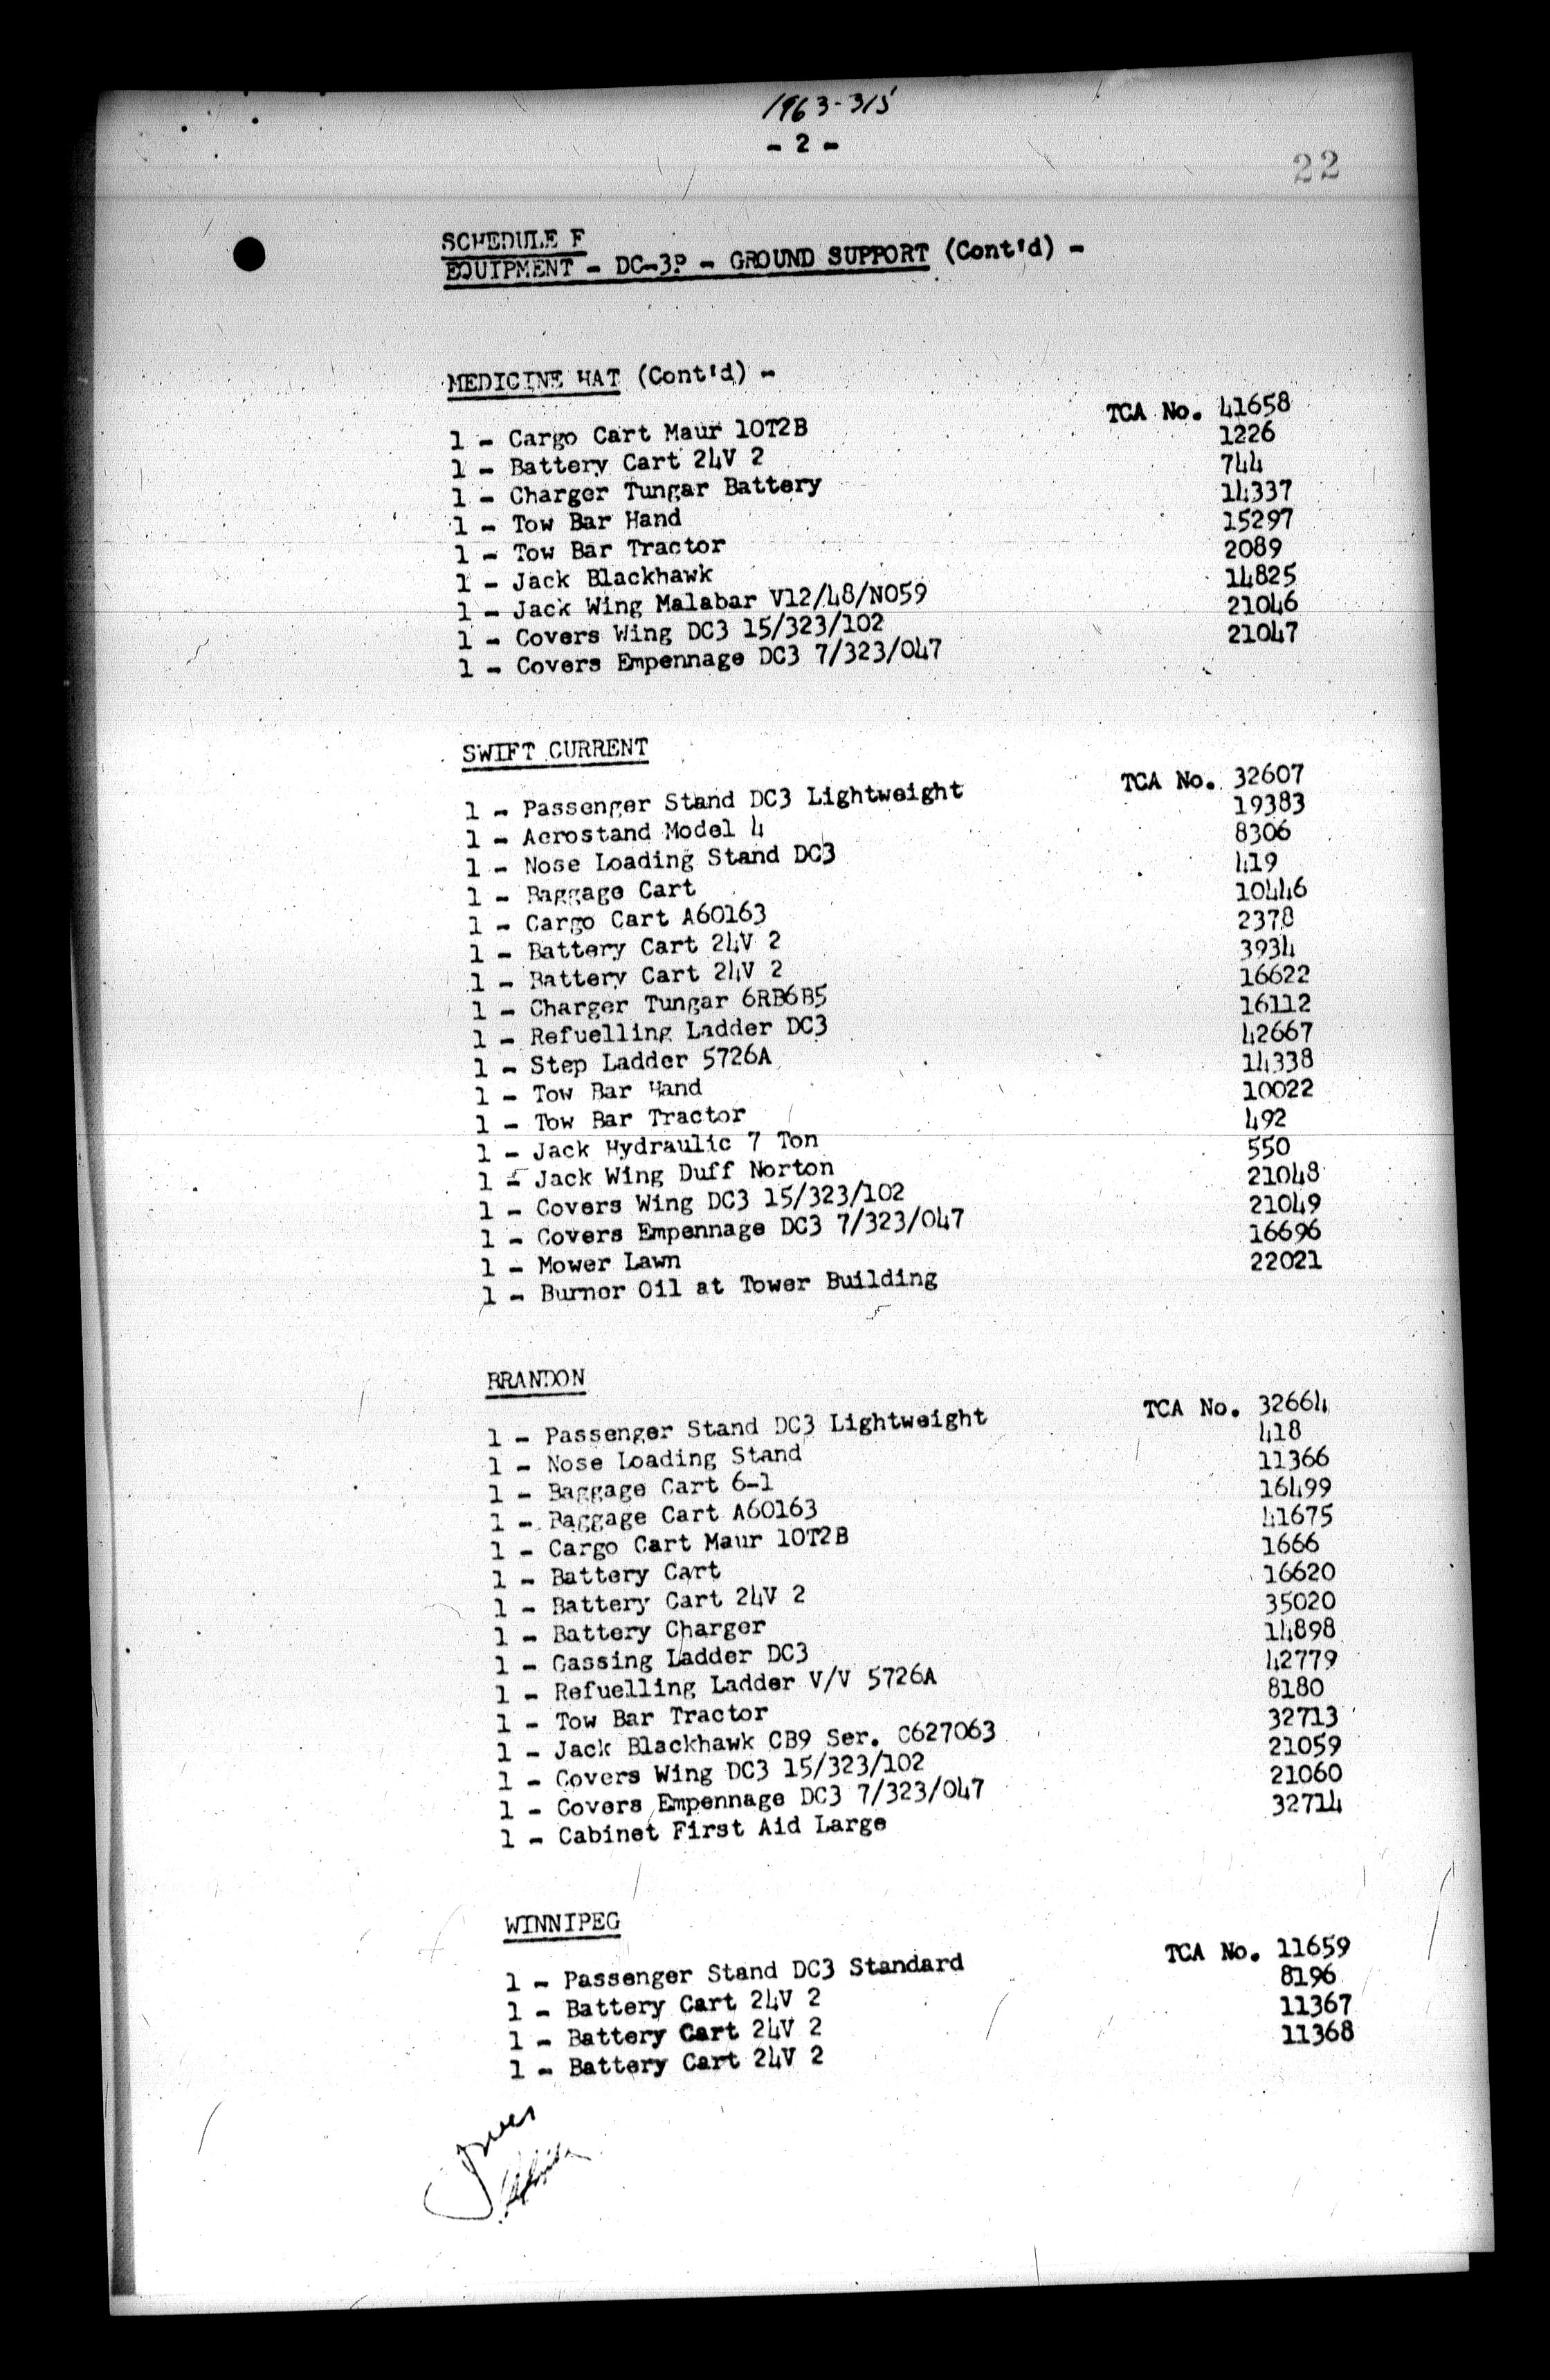 1963-315
- 2 -
22
SCHEDULE F
EQUIPMENT - DC-3P - GROUND SUPPORT (Cont'd) -
MEDICINE HAT (Cont'd) -
1 - Cargo Cart Maur 10T2B TCA No. 41658
1 - Battery Cart 24V 2 1226
1 - Charger Tungar Battery 744
1 - Tow Bar Hand 14337
1 - Tow Bar Tractor 15297
1 - Jack Blackhawk 2089
1 - Jack Wing Malabar V12/48/N059 14825
1 - Covers Wing DC3 15/323/102 21046
1 - Covers Empennage DC3 7/323/047 21047
SWIFT CURRENT
1 - Passenger Stand DC3 Lightweight TCA No. 32607
1 - Aerostand Model 4 19383
1 - Nose Loading Stand DC3 8306
1 - Baggage Cart 419
1 - Cargo Cart A60163 10446
1 - Battery Cart 24V 2 2378
1 - Battery Cart 24V 2 3934
1 - Charger Tungar 6RB6B5 16622
1 - Refuelling Ladder DC3 16112
1 - Step Ladder 5726A 42667
1 - Tow Bar Hand 14338
1 - Tow Bar Tractor 10022
1 - Jack Hydraulic 7 Ton 492
1 - Jack Wing Duff Norton 550
1 - Covers Wing DC3 15/323/102 21048
1 - Covers Empennage DC3 7/323/047 21049
1 - Mower Lawn 16696
1 - Burner Oil at Tower Building 22021
BRANDON
1 - Passenger Stand DC3 Lightweight TCA No. 32664
1 - Nose Loading Stand 418
1 - Baggage Cart 6-1 11366
1 - Baggage Cart A60163 16499
1 - Cargo Cart Maur 10T2B 41675
1 - Battery Cart 1666
1 - Battery Cart 24V 2 16620
1 - Battery Charger 35020
1 - Gassing Ladder DC3 14898
1 - Refuelling Ladder V/V 5726A 42779
1 - Tow Bar Tractor 8180
1 - Jack Blackhawk CB9 Ser. C627063 32713
1 - Covers Wing DC3 15/323/102 21059
1 - Covers Empennage DC3 7/323/047 21060
1 - Cabinet First Aid Large 32714
WINNIPEG
1 - Passenger Stand DC3 Standard TCA No. 11659
1 - Battery Cart 24V 2 8196
1 - Battery Cart 24V 2 11367
1 - Battery Cart 24V 2 11368